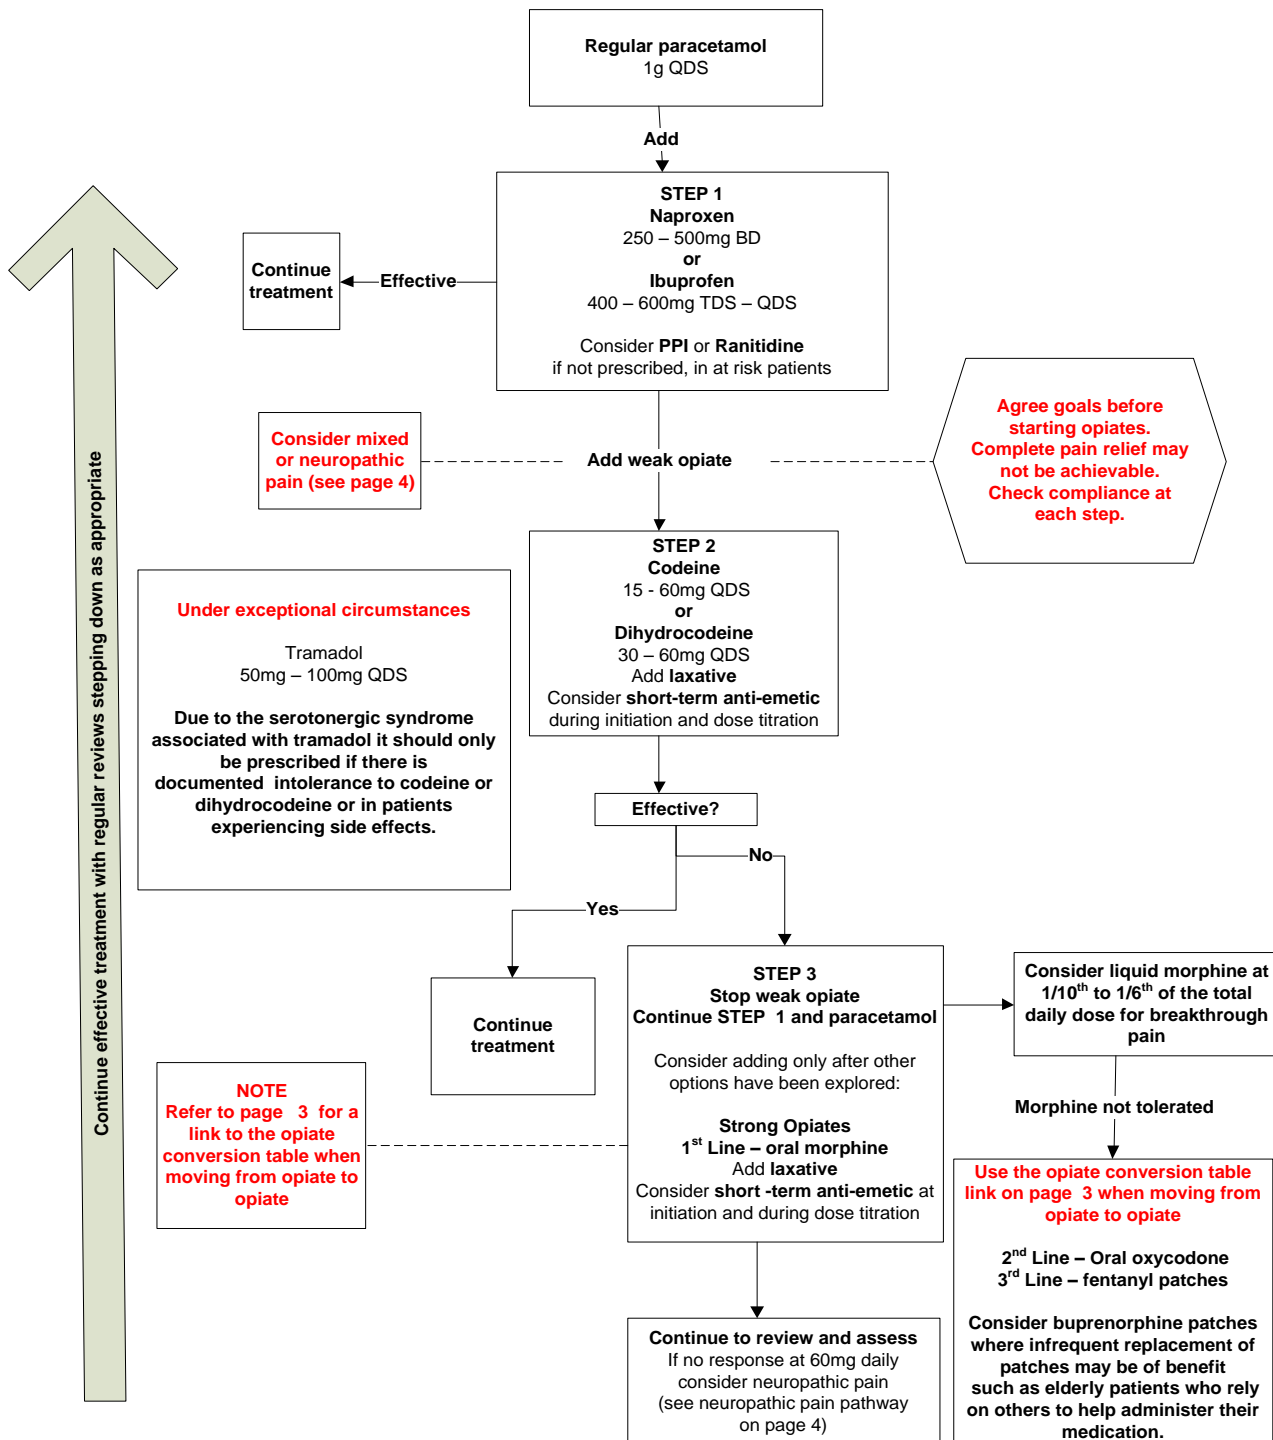 Regular paracetamol
1g QDS
Add
STEP 1
Naproxen
250 – 500mg BD
or
Ibuprofen
400 – 600mg TDS – QDS
Consider PPI or Ranitidine
if not prescribed, in at risk patients
Effective
Continue
treatment
Continue effective treatment with regular reviews stepping down as appropriate
Consider mixed
or neuropathic
pain (see page 4)
Add weak opiate
Agree goals before
starting opiates.
Complete pain relief may
not be achievable.
Check compliance at
each step.
STEP 2
Codeine
15 - 60mg QDS
or
Dihydrocodeine
30 – 60mg QDS
Add laxative
Consider short-term anti-emetic
during initiation and dose titration
Under exceptional circumstances
Tramadol
50mg – 100mg QDS
Due to the serotonergic syndrome
associated with tramadol it should only
be prescribed if there is
documented  intolerance to codeine or
dihydrocodeine or in patients
experiencing side effects.
Effective?
No
Yes
Continue
treatment
STEP 3
Stop weak opiate
Continue STEP  1 and paracetamol
Consider adding only after other
options have been explored:
Strong Opiates
1st Line – oral morphine
Add laxative
Consider short -term anti-emetic at
initiation and during dose titration
Consider liquid morphine at
1/10th to 1/6th of the total
daily dose for breakthrough
pain
Morphine not tolerated
NOTE
Refer to page  3  for a
link to the opiate
conversion table when
moving from opiate to
opiate
Use the opiate conversion table
link on page  3 when moving from
opiate to opiate
2nd Line – Oral oxycodone
3rd Line – fentanyl patches
Consider buprenorphine patches
where infrequent replacement of
patches may be of benefit
such as elderly patients who rely
on others to help administer their
medication.
Continue to review and assess
If no response at 60mg daily
consider neuropathic pain
(see neuropathic pain pathway
on page 4)